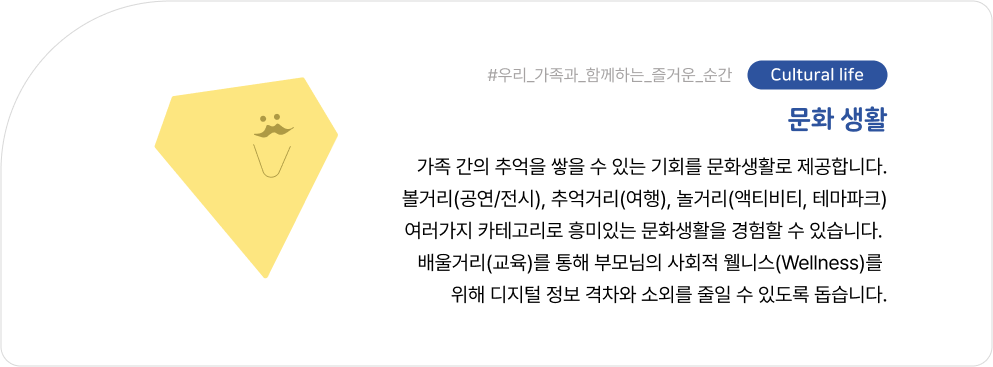 #우리_가족과_함께하는_즐거운_순간 Cultural life
문화 생활
가족 간의 추억을 쌓을 수 있는 기회를 문화생활로 제공합니다.
볼거리(공연/전시), 추억거리(여행), 놀거리(액티비티, 테마파크)
여러가지 카테고리로 흥미있는 문화생활을 경험할 수 있습니다.
배울거리(교육)를 통해 부모님의 사회적 웰니스(Wellness)를
위해 디지털 정보 격차와 소외를 줄일 수 있도록 돕습니다.